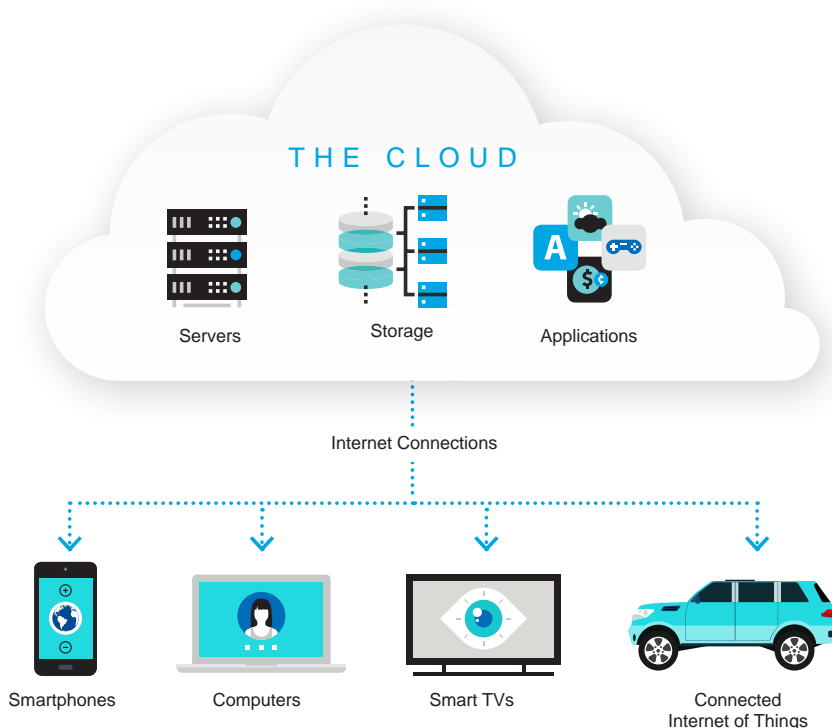 THE CLOUD
A
$
¢
Servers
Storage
Applications
Internet Connections
Smartphones
Computers
Smart TVs
Connected
Internet of Things